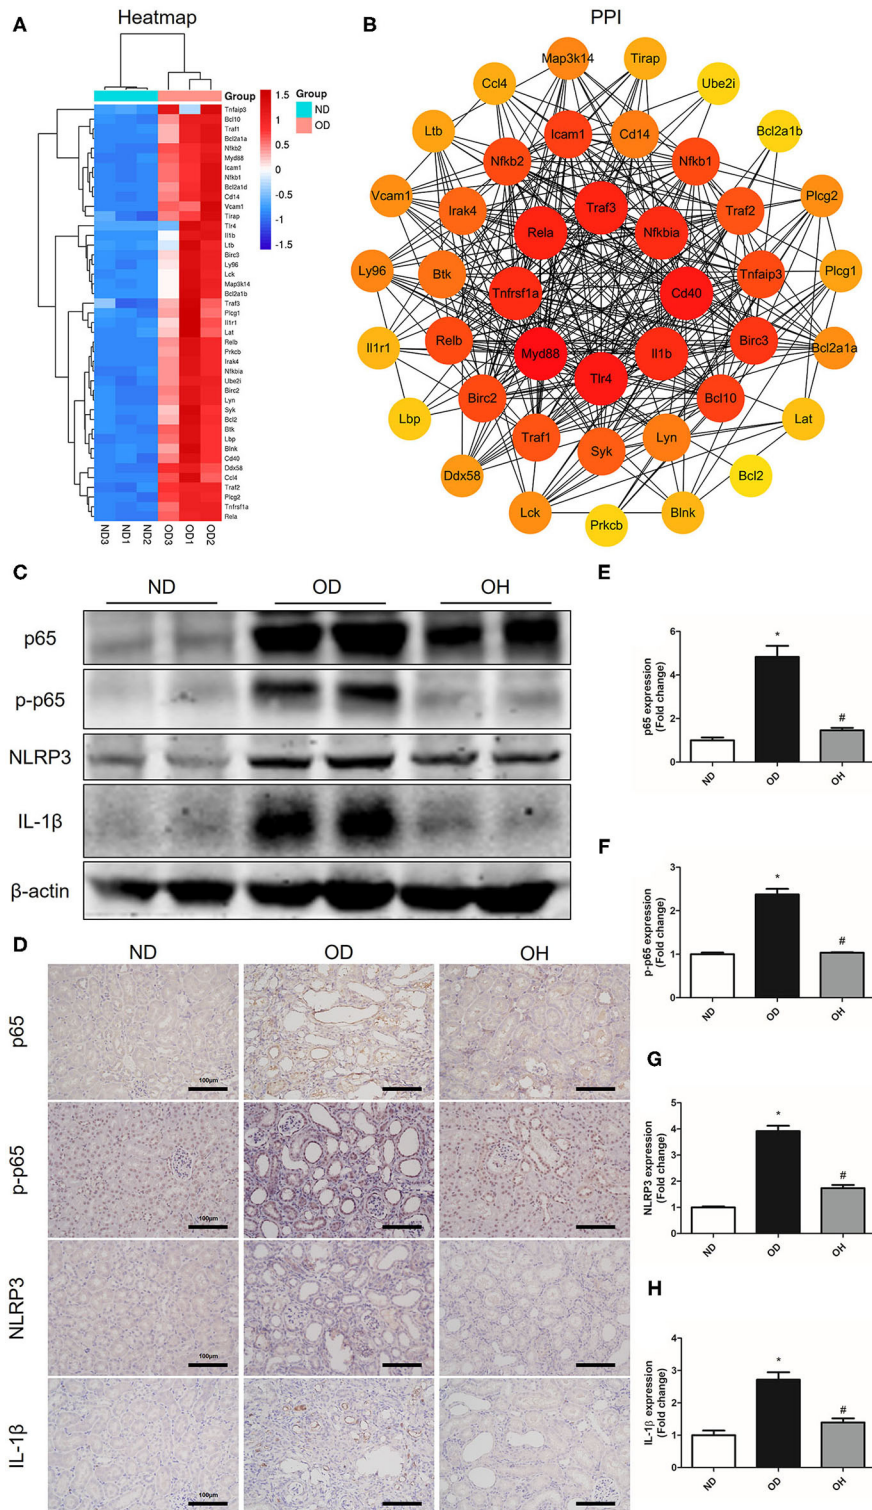 A
Heatmap
Group
ND
OD
1.5
1
0.5
0
-0.5
-1
-1.5
Group
Tnfaip3
Bcl10
Traf1
Bcl2a1a
Nfkb2
Myd88
Icam1
Nfkb1
Bcl2a1d
Cd14
Vcam1
Tirap
Tlr4
Il1b
Ltb
Birc3
Ly96
Lck
Map3k14
Bcl2a1b
Traf3
Plcg1
Il1r1
Lat
Relb
Prkcb
Irak4
Nfkbia
Ube2i
Birc2
Lyn
Syk
Bcl2
Btk
Lbp
Blnk
Cd40
Ddx58
Ccl4
Traf2
Plcg2
Tnfrsf1a
Rela
ND3
ND1
ND2
OD3
OD1
OD2
B
PPI
Map3k14
Tirap
Ccl4
Ube2i
Ltb
Icam1
Cd14
Bcl2a1b
Nfkb2
Nfkb1
Vcam1
Irak4
Traf3
Traf2
Plcg2
Rela
Nfkbia
Ly96
Btk
Tnfaip3
Plcg1
Tnfrsf1a
Cd40
Il1r1
Relb
Myd88
Il1b
Birc3
Bcl2a1a
Tlr4
Birc2
Bcl10
Lbp
Lat
Traf1
Syk
Lyn
Ddx58
Bcl2
Lck
Prkcb
Blnk
C
ND
OD
OH
p65
p-p65
NLRP3
IL-1β
β-actin
D
ND
OD
OH
p65
100μm
p-p65
100μm
NLRP3
100μm
IL-1β
100μm
E
p65 expression
(Fold change)
6
4
2
0
*
#
ND
OD
OH
F
p-p65 expression
(Fold change)
3
2
1
0
*
#
ND
OD
OH
G
NLRP3 expression
(Fold change)
5
4
3
2
1
0
*
#
ND
OD
OH
H
IL-1β expression
(Fold change)
4
3
2
1
0
*
#
ND
OD
OH